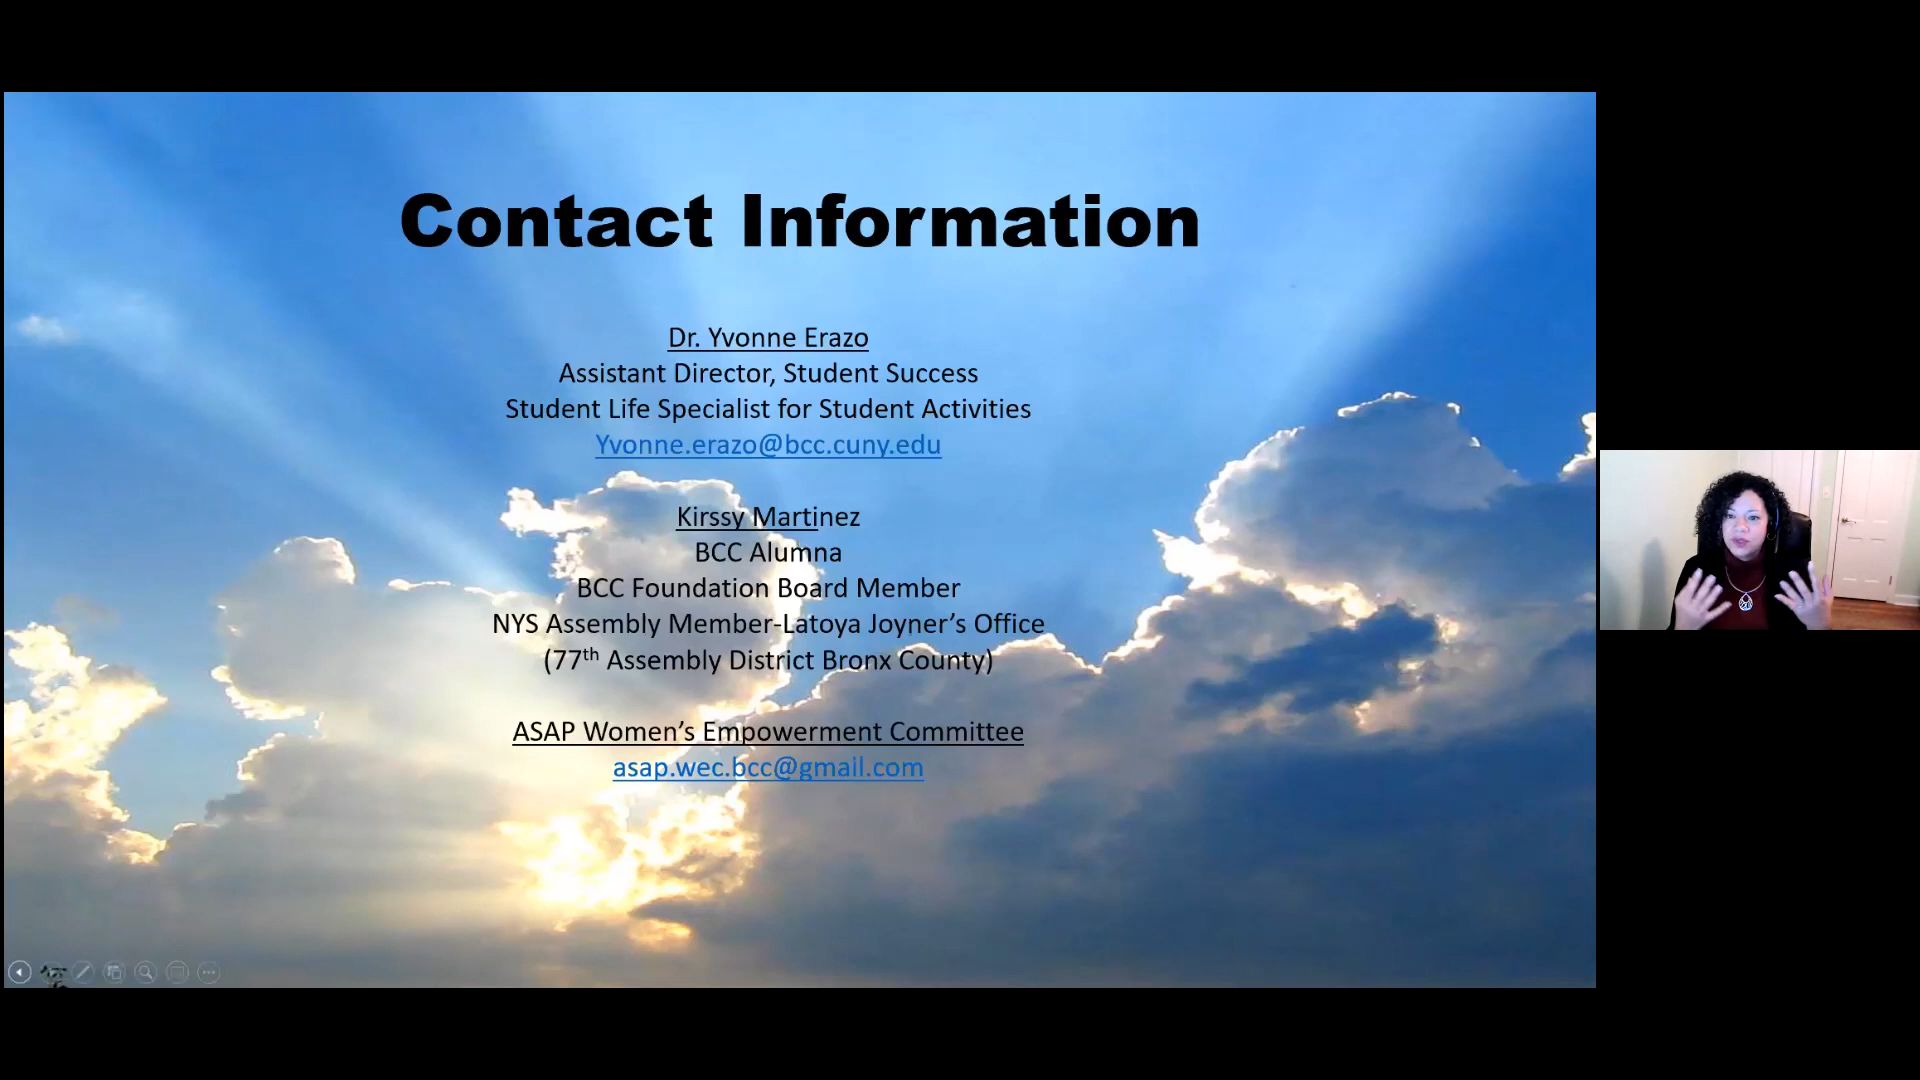 Contact Information
Dr. Yvonne Erazo
Assistant Director, Student Success
Student Life Specialist for Student Activities
Yvonne.erazo@bcc.cuny.edu
Kirssy Martinez
BCC Alumna
BCC Foundation Board Member
NYS Assembly Member-Latoya Joyner’s Office
(77th Assembly District Bronx County)
ASAP Women’s Empowerment Committee
asap.wec.bcc@gmail.com